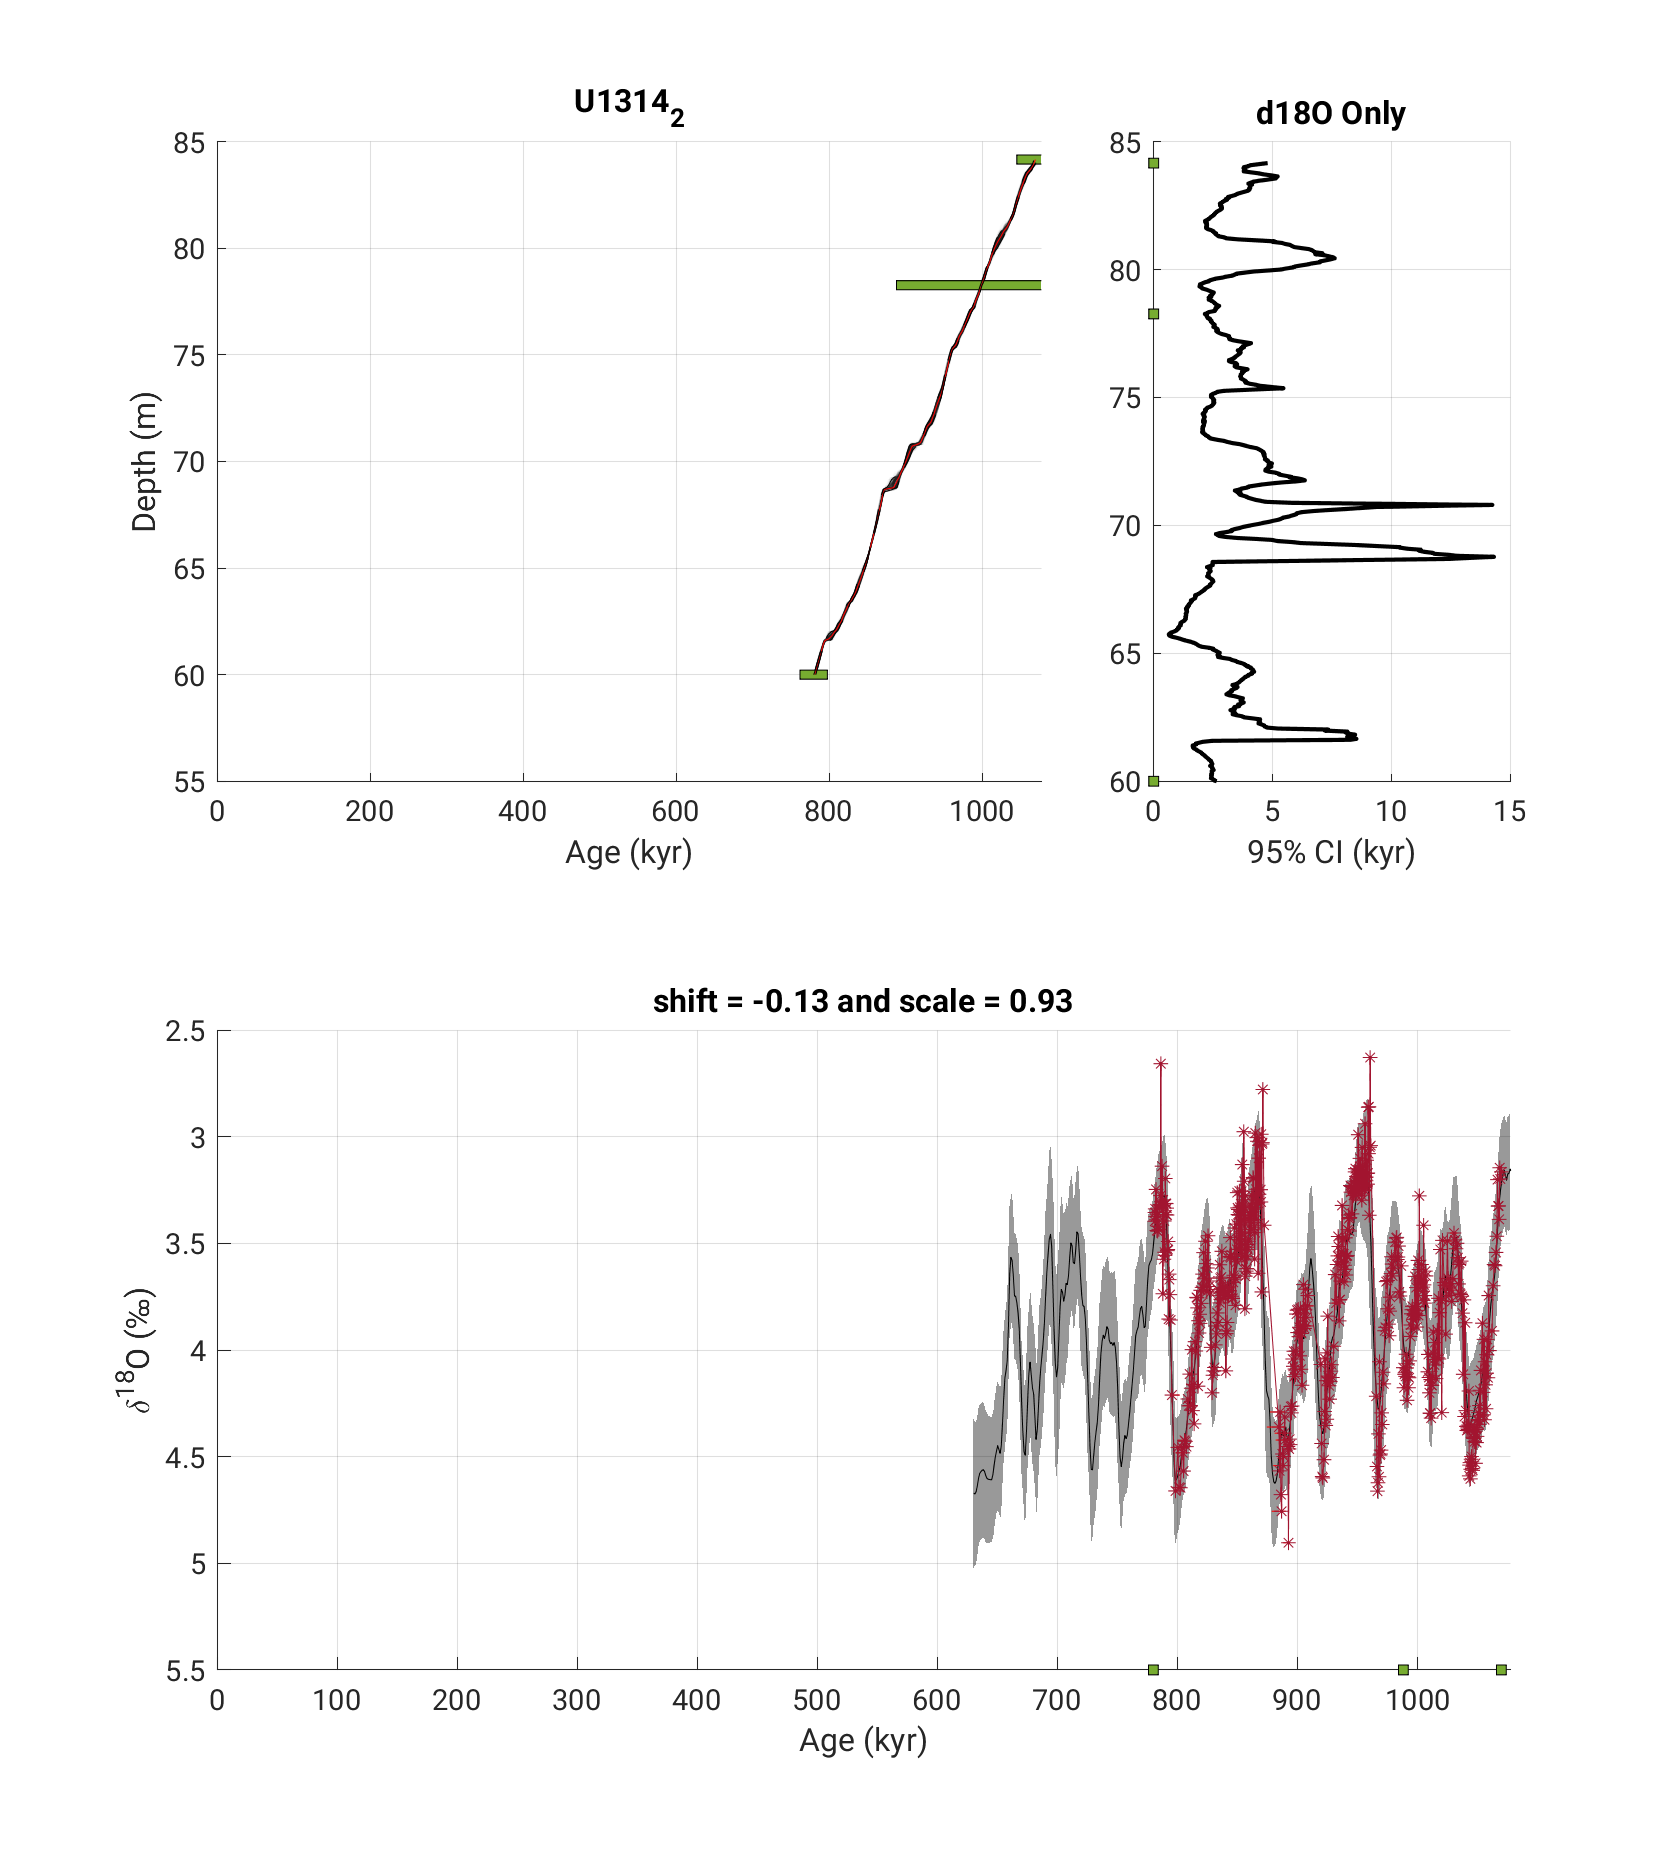 U1314₂
85
80
75
70
65
60
55
Depth (m)
0 200 400 600 800 1000
Age (kyr)
d18O Only
85
80
75
70
65
60
0 5 10 15
95% CI (kyr)
shift = -0.13 and scale = 0.93
2.5
3
3.5
4
4.5
5
5.5
δ¹⁸O (‰)
0 100 200 300 400 500 600 700 800 900 1000
Age (kyr)